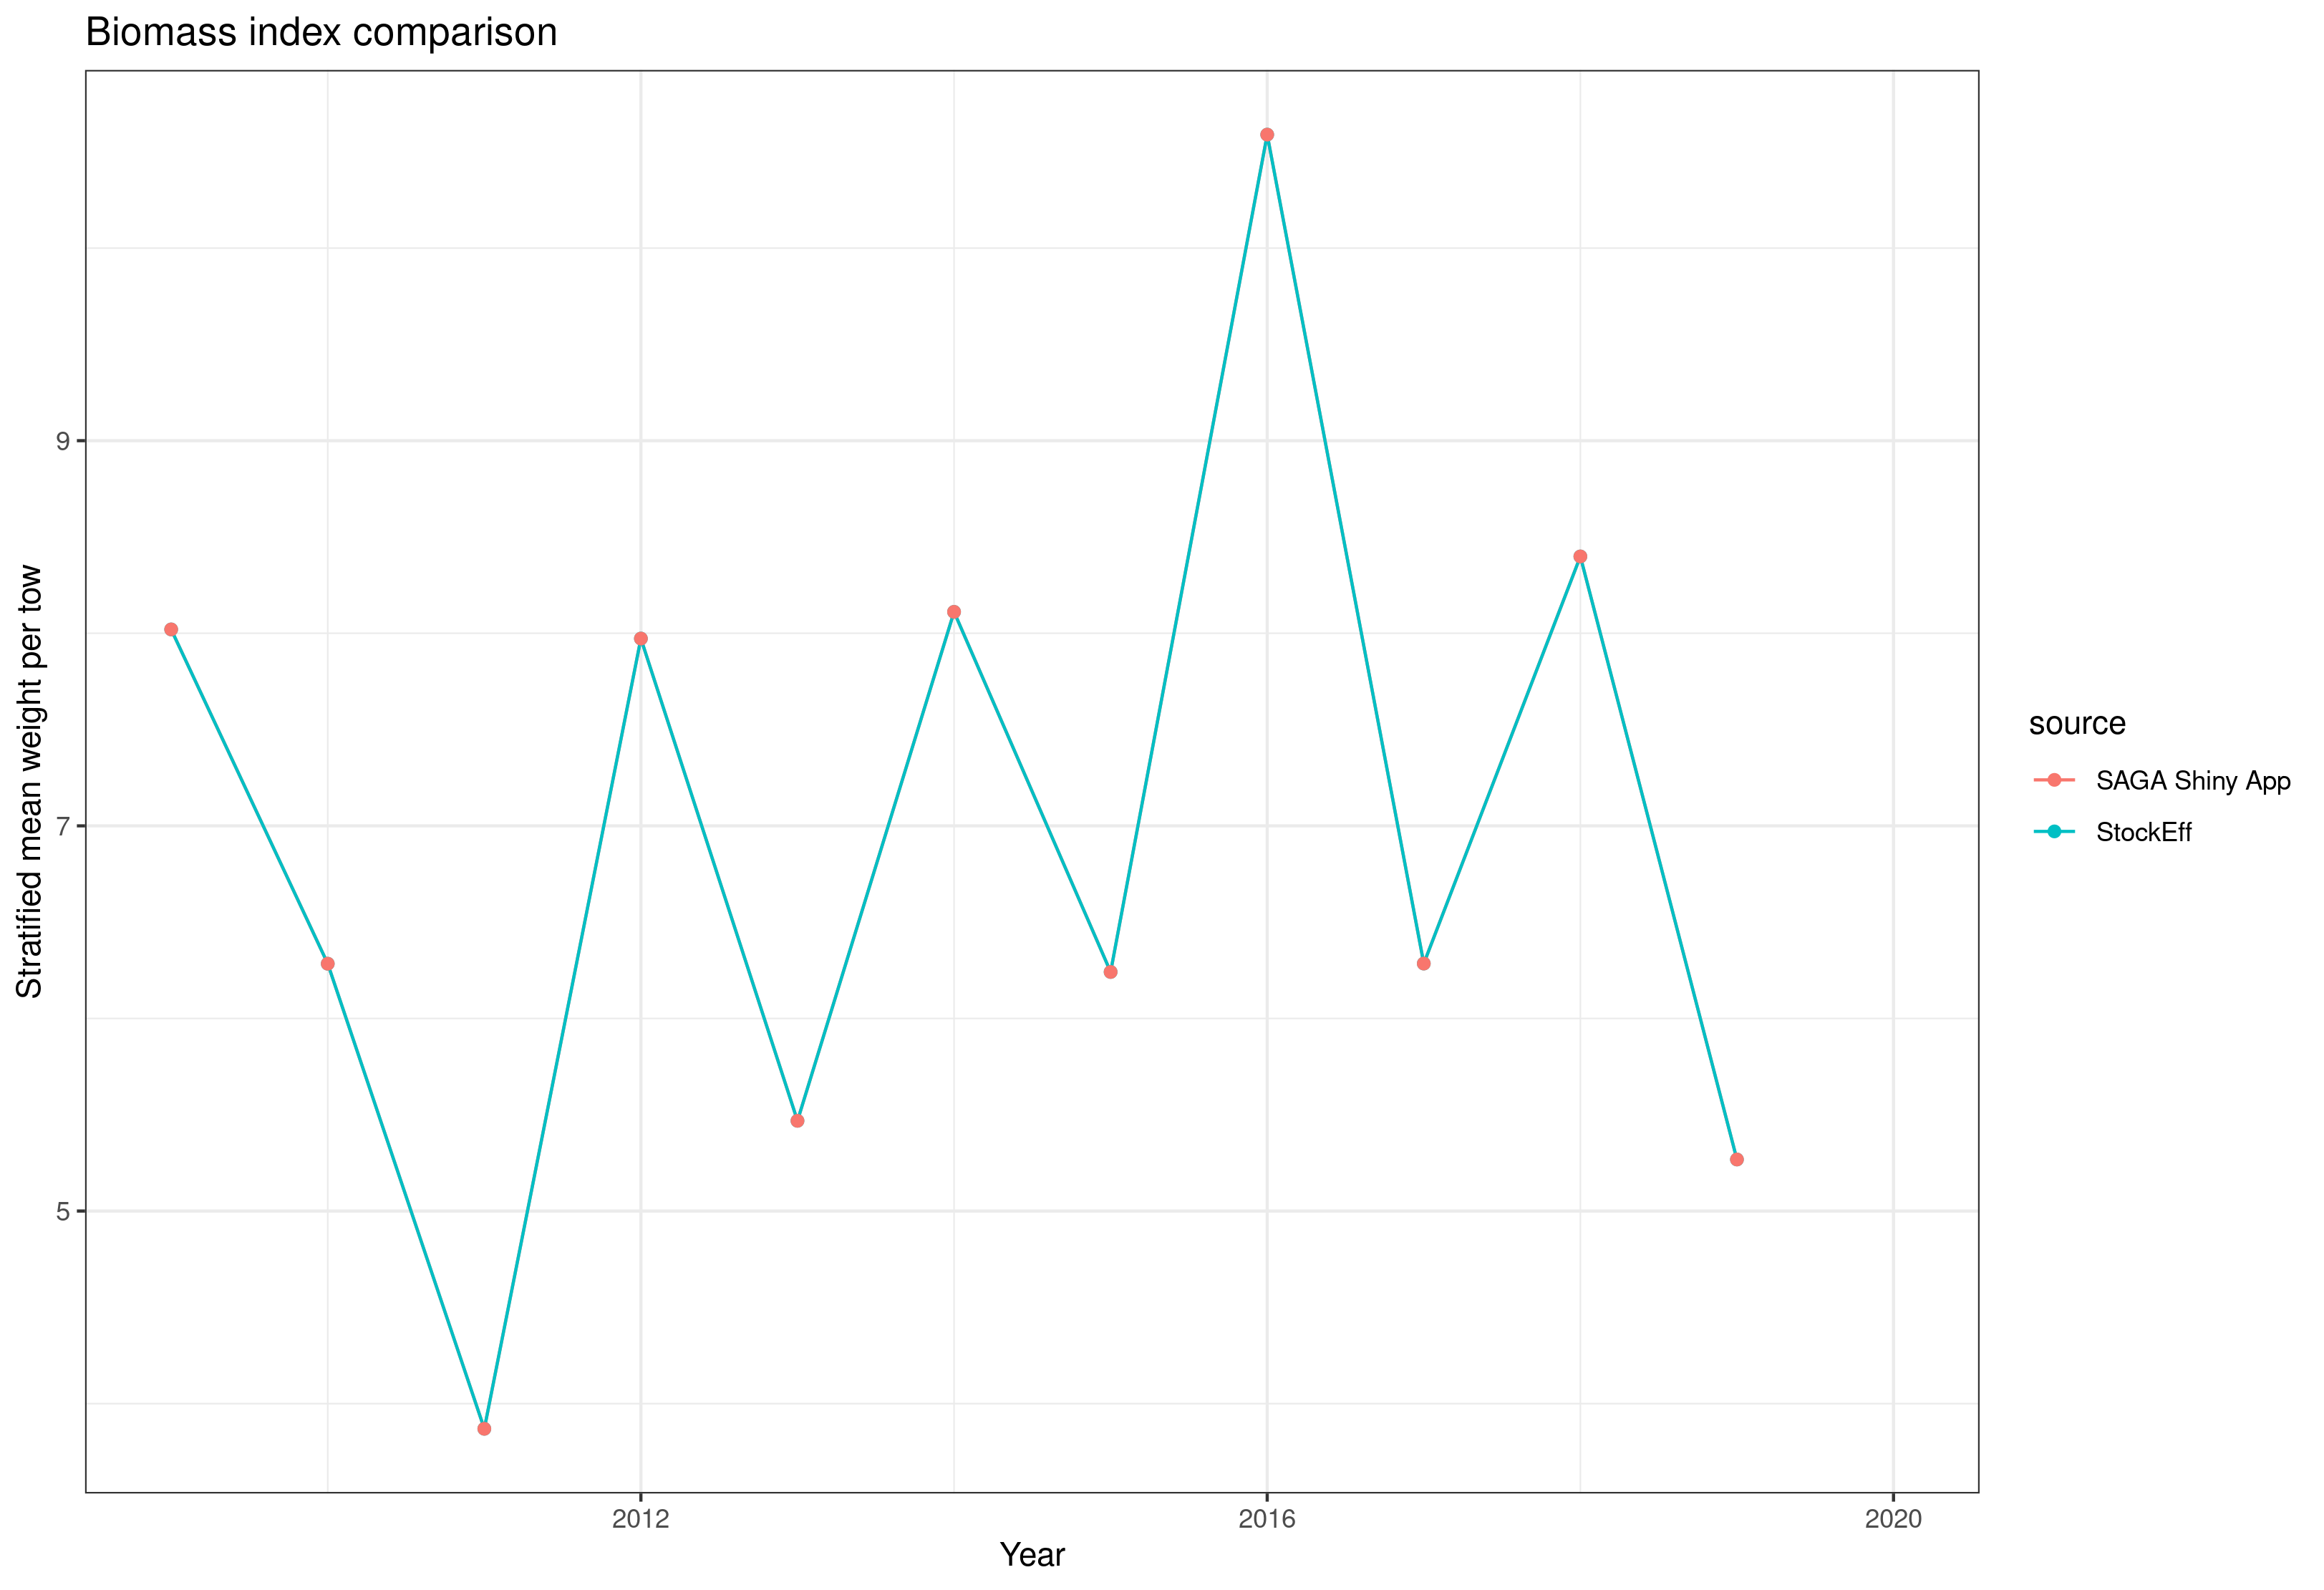 Biomass index comparison
Stratified mean weight per tow
9
7
5
2012
2016
2020
Year
source
SAGA Shiny App
StockEff